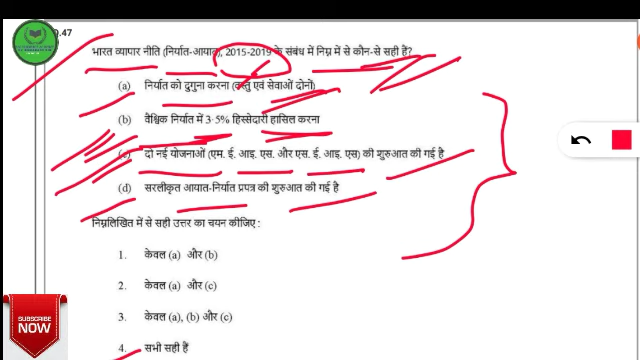 .47
भारत व्यापार नीति (निर्यात-आयात), 2015-2019 के संबंध में निम्न में से कौन-से सही हैं?
(a) निर्यात को दुगुना करना (वस्तु एवं सेवाओं दोनों)
(b) वैश्विक निर्यात में 3·5% हिस्सेदारी हासिल करना
(c) दो नई योजनाओं (एम. ई. आइ. एस. और एस. ई. आइ. एस) की शुरुआत की गई है
(d) सरलीकृत आयात-निर्यात प्रपत्र की शुरुआत की गई है
निम्नलिखित में से सही उत्तर का चयन कीजिए :
1. केवल (a) और (b)
2. केवल (a) और (c)
3. केवल (a), (b) और (c)
4. सभी सही हैं
SUBSCRIBE
NOW